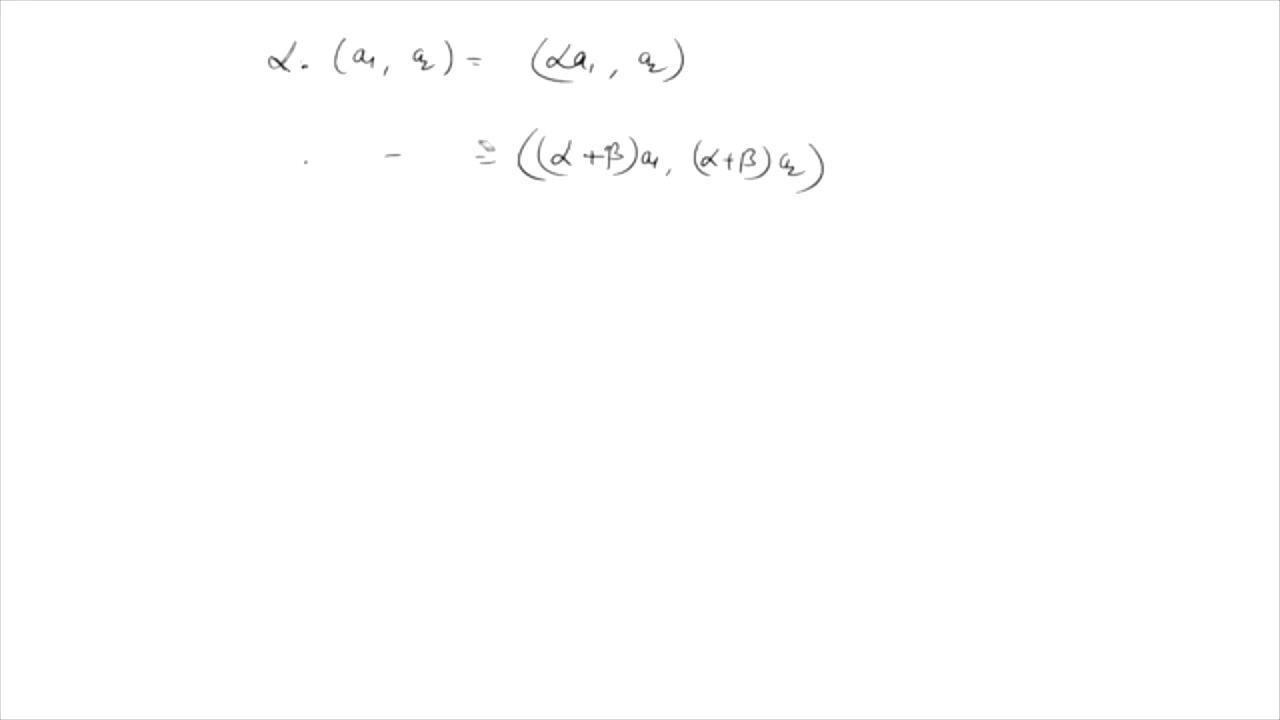 α. (a₁, a₂) = (αa₁, a₂)
. - = ((α+β)a₁, (α+β)a₂)